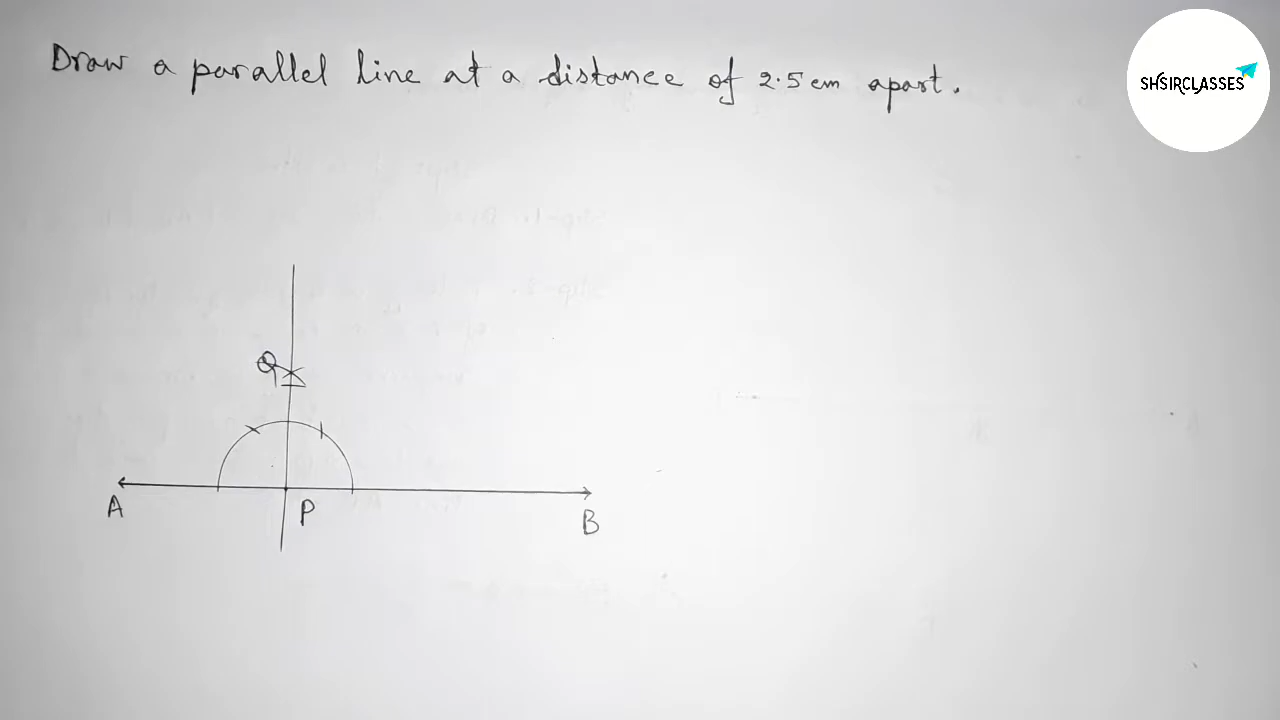 Draw a parallel line at a distance of 2.5 cm apart.
SHSIRCLASSES
Q
A
P
B